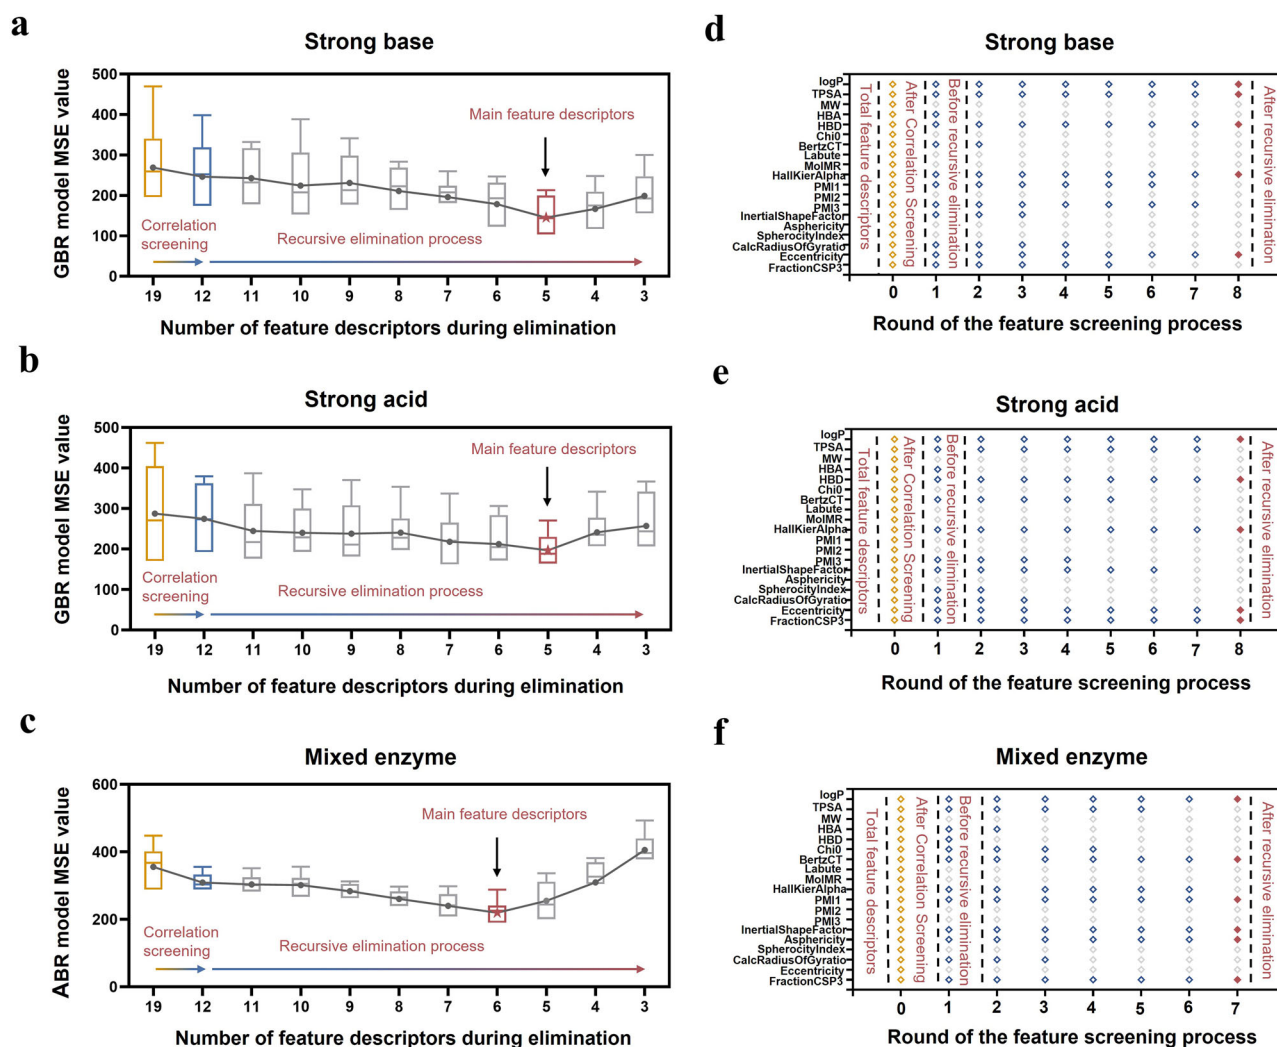 a
Strong base
GBR model MSE value
500
400
300
200
100
0
Main feature descriptors
Correlation
screening
Recursive elimination process
19 12 11 10 9 8 7 6 5 4 3
Number of feature descriptors during elimination
b
Strong acid
GBR model MSE value
500
400
300
200
100
0
Main feature descriptors
Correlation
screening
Recursive elimination process
19 12 11 10 9 8 7 6 5 4 3
Number of feature descriptors during elimination
c
Mixed enzyme
ABR model MSE value
600
400
200
0
Main feature descriptors
Correlation
screening
Recursive elimination process
19 12 11 10 9 8 7 6 5 4 3
Number of feature descriptors during elimination
d
Strong base
logP
TPSA
MW
HBA
HBD
Chi0
BertzCT
Labute
MolMR
HallKierAlpha
PMI1
PMI2
PMI3
InertialShapeFactor
Asphericity
SpherocityIndex
CalcRadiusOfGyratio
Eccentricity
FractionCSP3
Total feature descriptors
After Correlation Screening
Before recursive elimination
After recursive elimination
0 1 2 3 4 5 6 7 8
Round of the feature screening process
e
Strong acid
logP
TPSA
MW
HBA
HBD
Chi0
BertzCT
Labute
MolMR
HallKierAlpha
PMI1
PMI2
PMI3
InertialShapeFactor
Asphericity
SpherocityIndex
CalcRadiusOfGyratio
Eccentricity
FractionCSP3
Total feature descriptors
After Correlation Screening
Before recursive elimination
After recursive elimination
0 1 2 3 4 5 6 7 8
Round of the feature screening process
f
Mixed enzyme
logP
TPSA
MW
HBA
HBD
Chi0
BertzCT
Labute
MolMR
HallKierAlpha
PMI1
PMI2
PMI3
InertialShapeFactor
Asphericity
SpherocityIndex
CalcRadiusOfGyratio
Eccentricity
FractionCSP3
Total feature descriptors
After Correlation Screening
Before recursive elimination
After recursive elimination
0 1 2 3 4 5 6 7
Round of the feature screening process